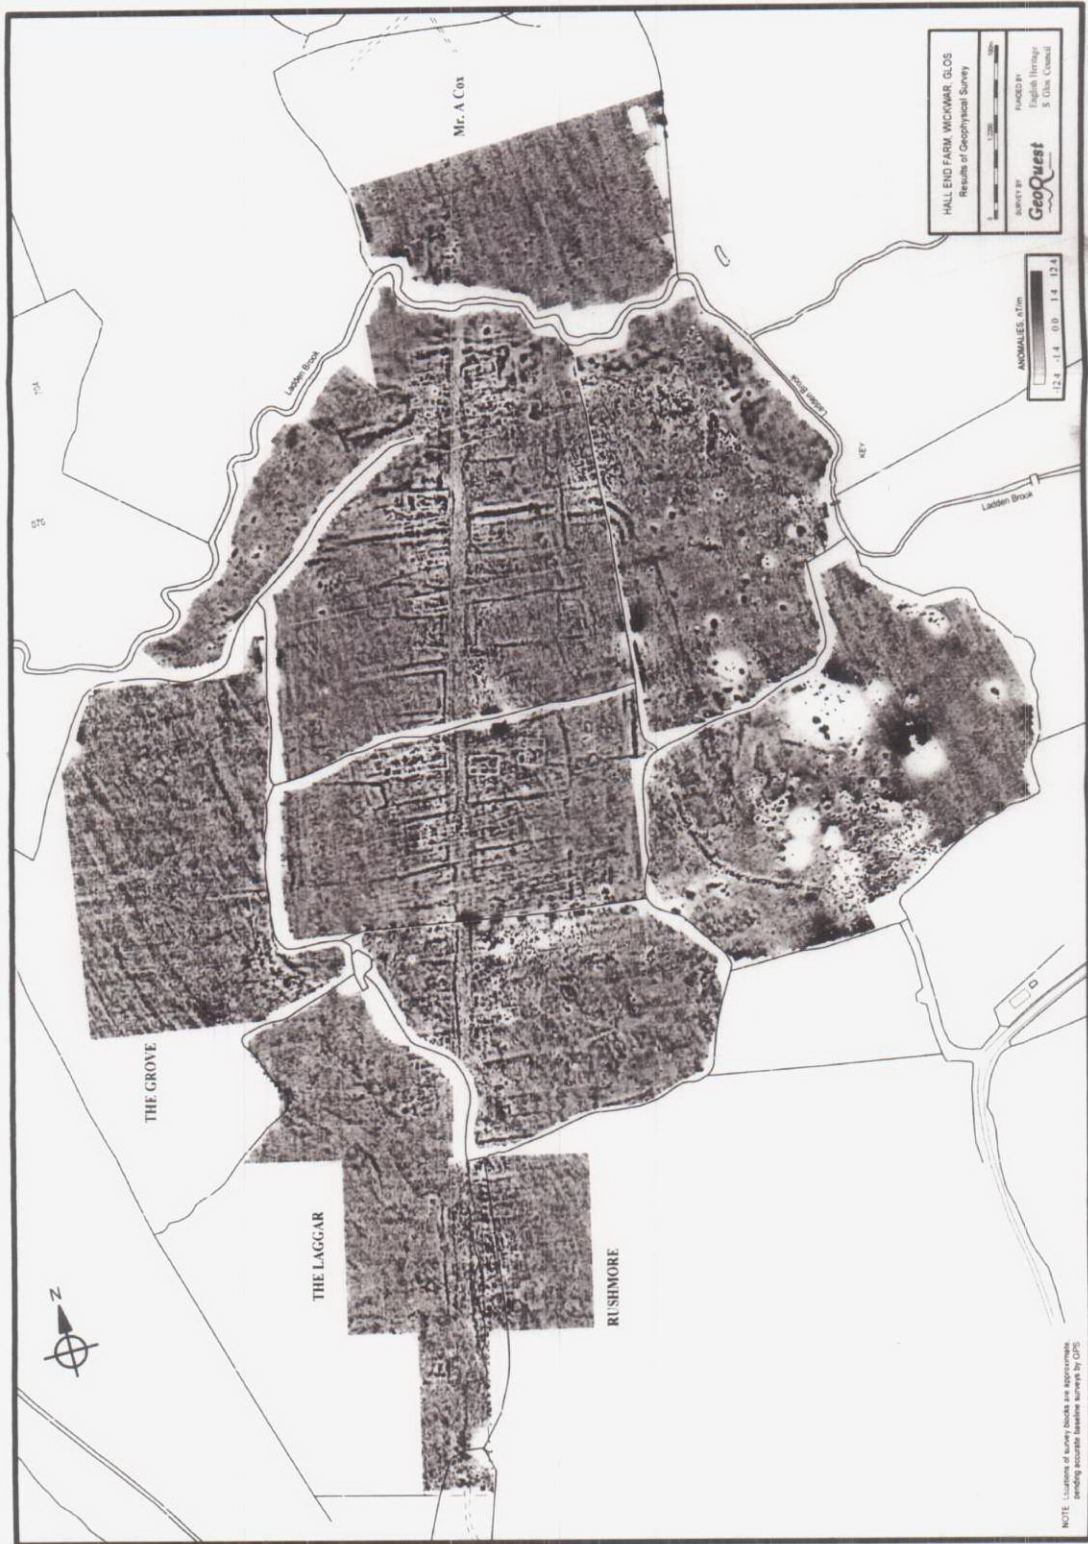 HALL END FARM, WICKWAR, GLOS
Results of Geophysical Survey
0
100m
SURVEY BY
GeoQuest
FUNDED BY
English Heritage
S Glos Council
ANOMALIES, nT/m
-12.4 -1.4 0.0 1.4 12.4
KEY
Mr. A Cox
Ladden Brook
Ladden Brook
Ladden Brook
THE GROVE
THE LAGGAR
RUSHMORE
N
NOTE Locations of survey blocks are approximate,
pending accurate baseline surveys by GPS